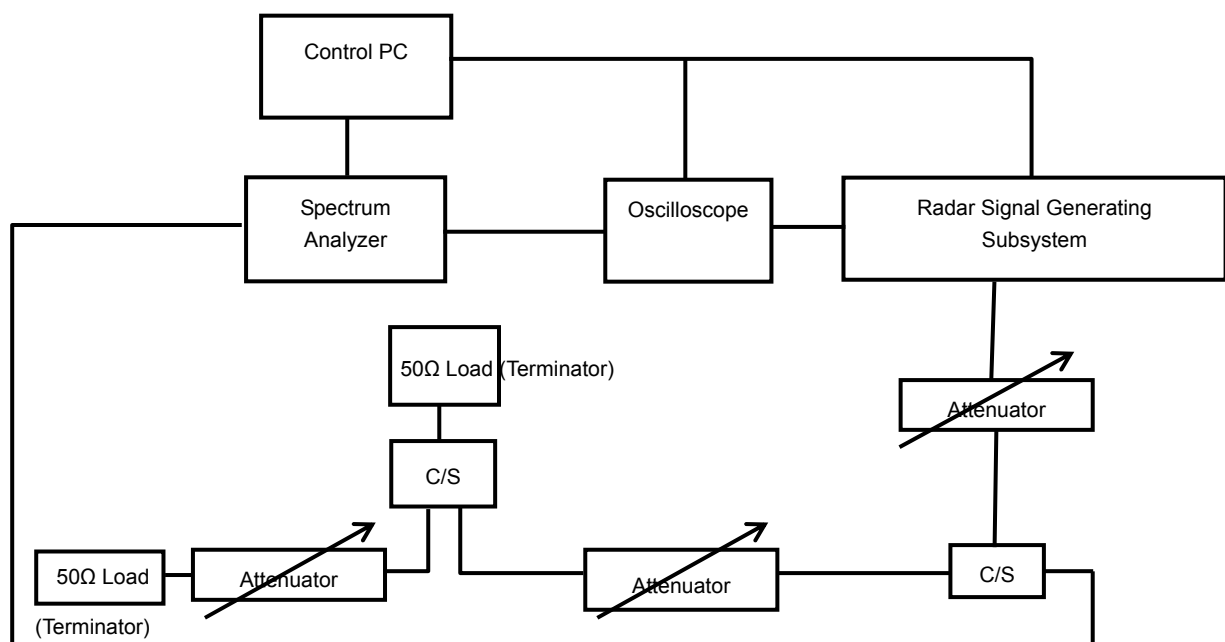 Control PC
Spectrum
Analyzer
Oscilloscope
Radar Signal Generating
Subsystem
50Ω Load (Terminator)
Attenuator
C/S
50Ω Load
(Terminator)
Attenuator
Attenuator
C/S